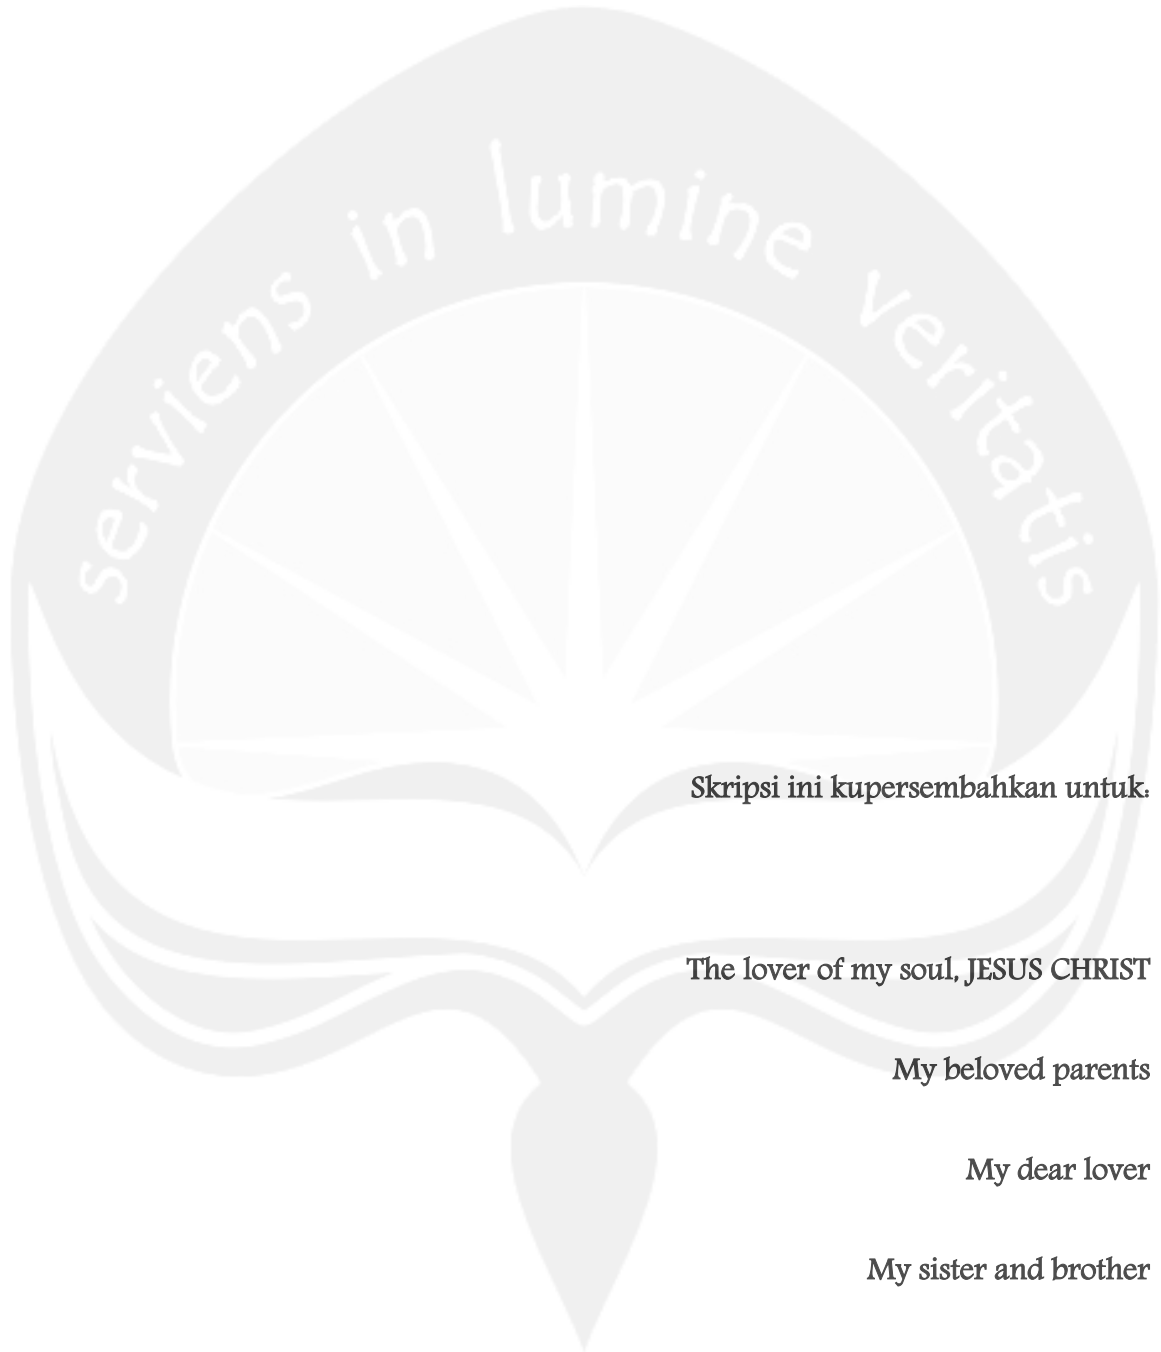 serviens in lumine veritatis
Skripsi ini kupersembahkan untuk:
The lover of my soul, JESUS CHRIST
My beloved parents
My dear lover
My sister and brother